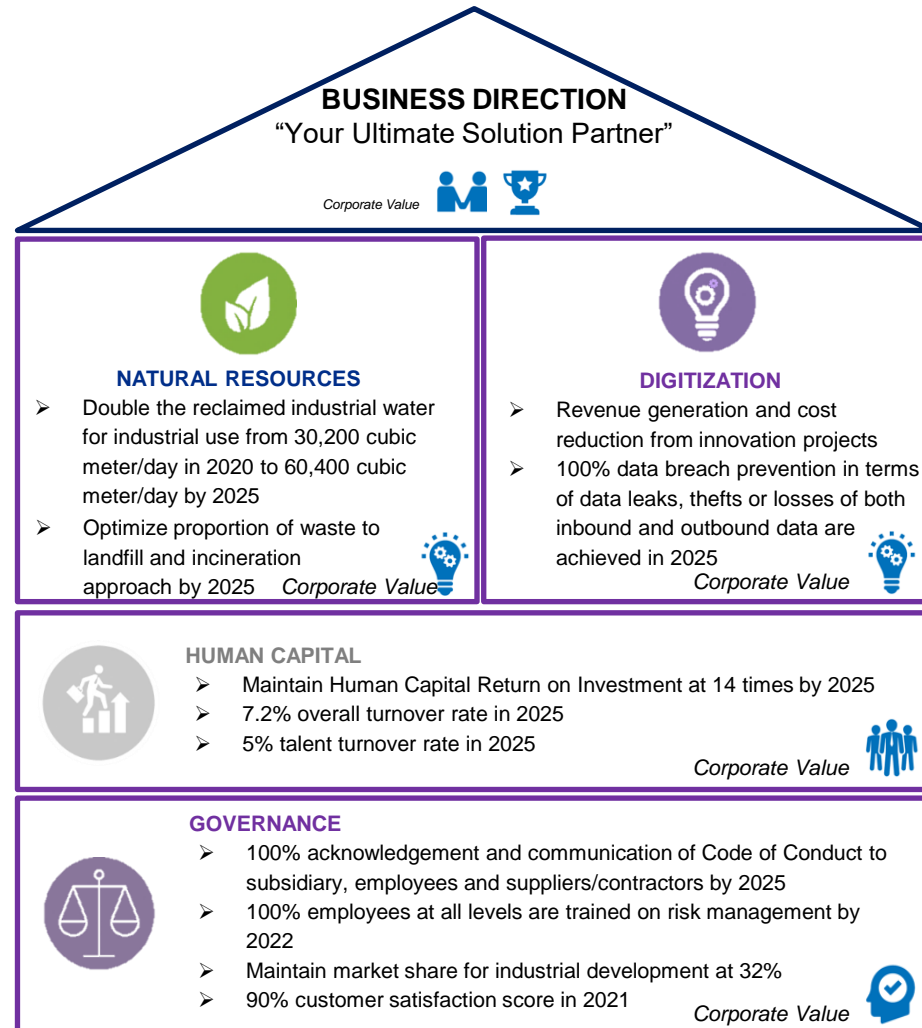 BUSINESS DIRECTION
“Your Ultimate Solution Partner”
Corporate Value
NATURAL RESOURCES
➢ Double the reclaimed industrial water
for industrial use from 30,200 cubic
meter/day in 2020 to 60,400 cubic
meter/day by 2025
➢ Optimize proportion of waste to
landfill and incineration
approach by 2025
Corporate Value
DIGITIZATION
➢ Revenue generation and cost
reduction from innovation projects
➢ 100% data breach prevention in terms
of data leaks, thefts or losses of both
inbound and outbound data are
achieved in 2025
Corporate Value
HUMAN CAPITAL
➢ Maintain Human Capital Return on Investment at 14 times by 2025
➢ 7.2% overall turnover rate in 2025
➢ 5% talent turnover rate in 2025
Corporate Value
GOVERNANCE
➢ 100% acknowledgement and communication of Code of Conduct to
subsidiary, employees and suppliers/contractors by 2025
➢ 100% employees at all levels are trained on risk management by
2022
➢ Maintain market share for industrial development at 32%
➢ 90% customer satisfaction score in 2021
Corporate Value